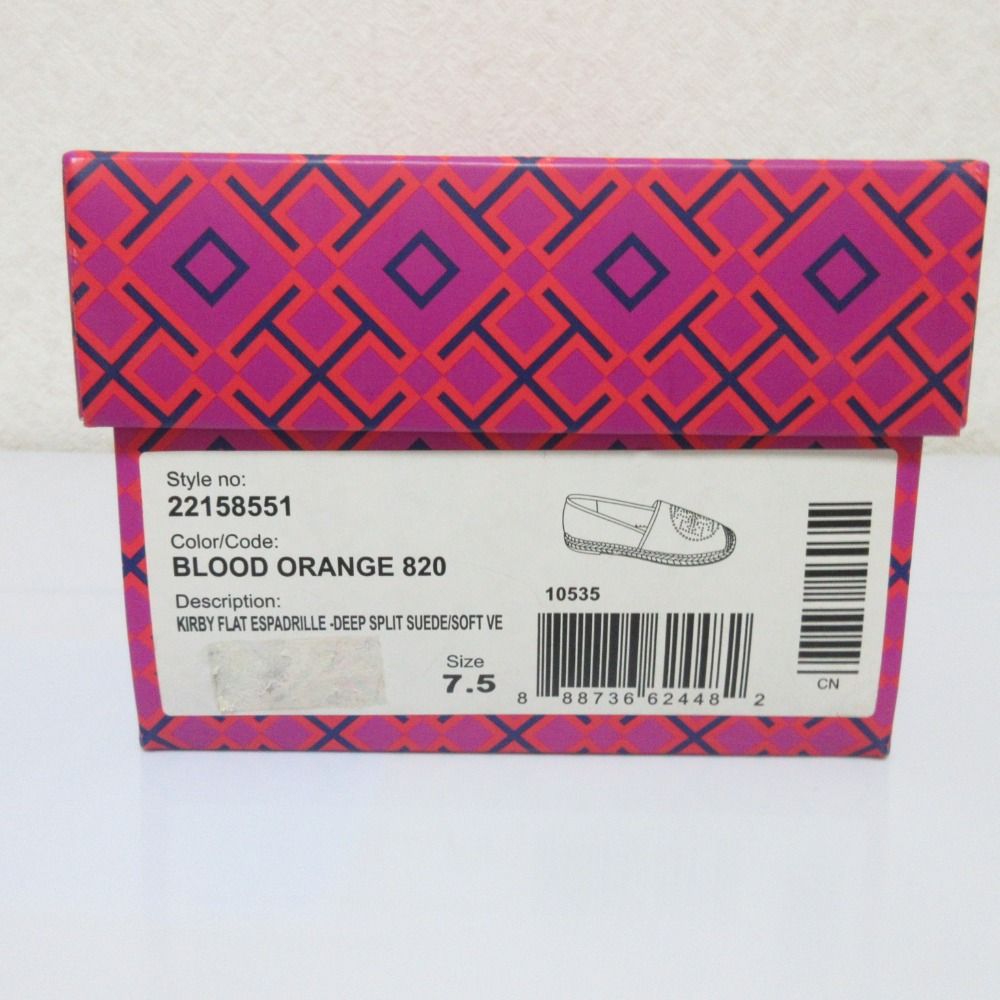 Style no:
22158551
Color/Code:
BLOOD ORANGE 820
Description:
KIRBY FLAT ESPADRILLE -DEEP SPLIT SUEDE/SOFT VE
Size
7.5
10535
8 88736 62448 2
CN